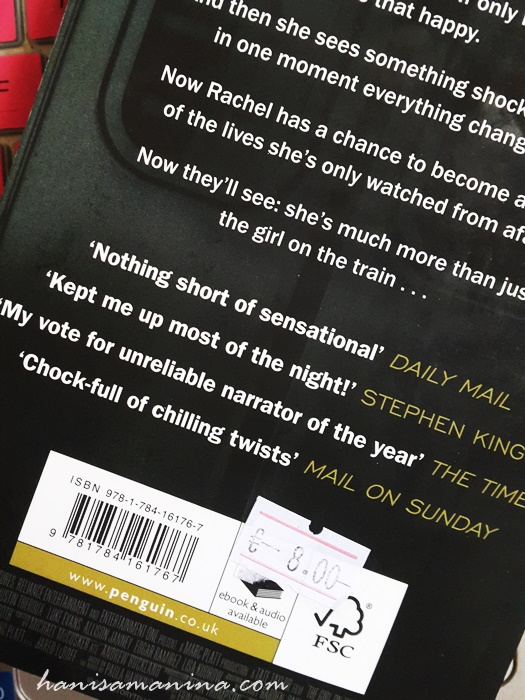 only
that happy.
then she sees something shock
in one moment everything chang
Now Rachel has a chance to become a
of the lives she's only watched from afa
Now they'll see: she's much more than jus
the girl on the train . . .
'Nothing short of sensational' DAILY MAIL
'Kept me up most of the night!' STEPHEN KING
'My vote for unreliable narrator of the year' THE TIME
'Chock-full of chilling twists' MAIL ON SUNDAY
ISBN 978-1-784-16176-7
9 781784 161767
€ - 8.00-
www.penguin.co.uk
ebook & audio
available
FSC
®
hanisamanina.com